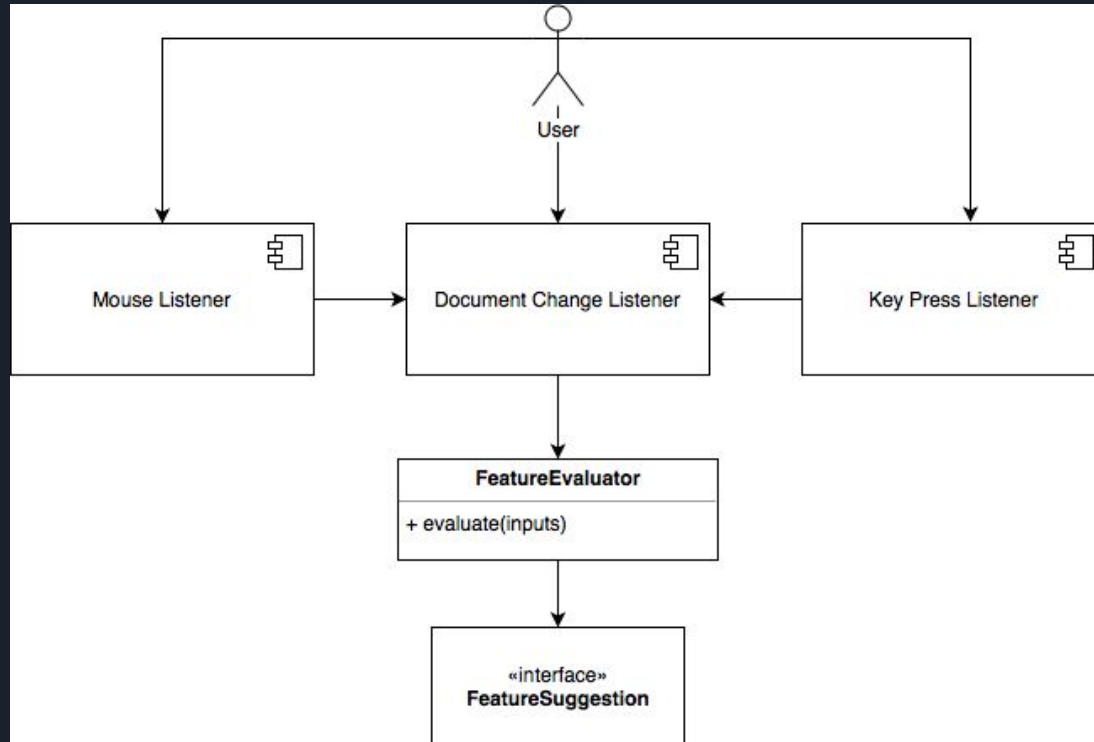 User
Mouse Listener
Document Change Listener
Key Press Listener
FeatureEvaluator
+ evaluate(inputs)
«interface»
FeatureSuggestion